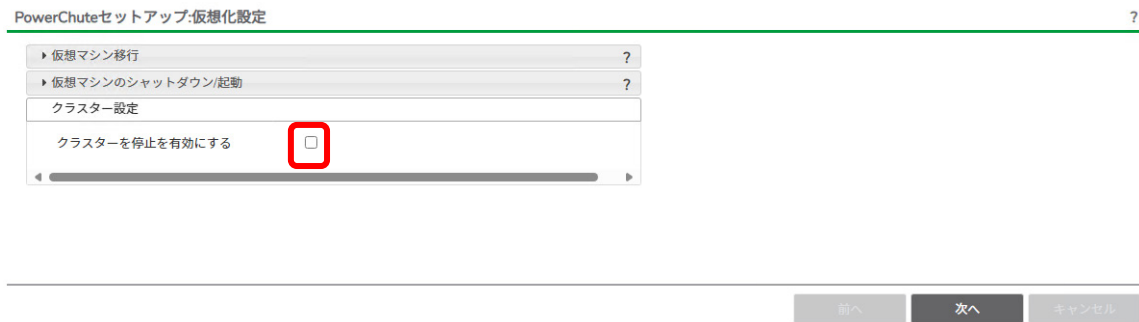 PowerChuteセットアップ:仮想化設定 ?
仮想マシン移行 ?
仮想マシンのシャットダウン/起動 ?
クラスター設定
クラスターを停止を有効にする
前へ 次へ キャンセル